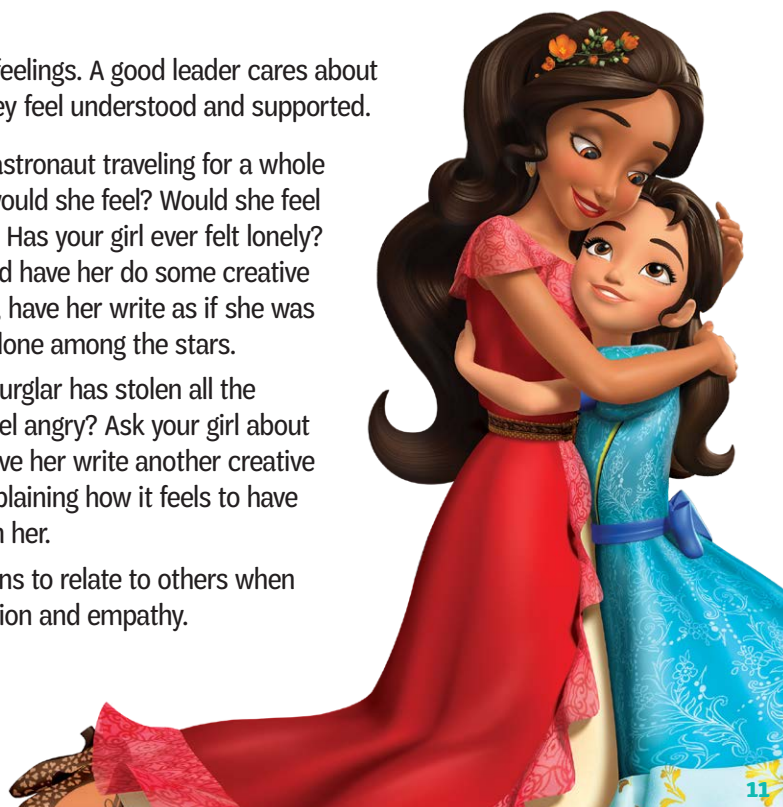 feelings. A good leader cares about
ey feel understood and supported.
astronaut traveling for a whole
would she feel? Would she feel
Has your girl ever felt lonely?
d have her do some creative
, have her write as if she was
lone among the stars.
urglar has stolen all the
el angry? Ask your girl about
ve her write another creative
plaining how it feels to have
n her.
ns to relate to others when
ion and empathy.
11